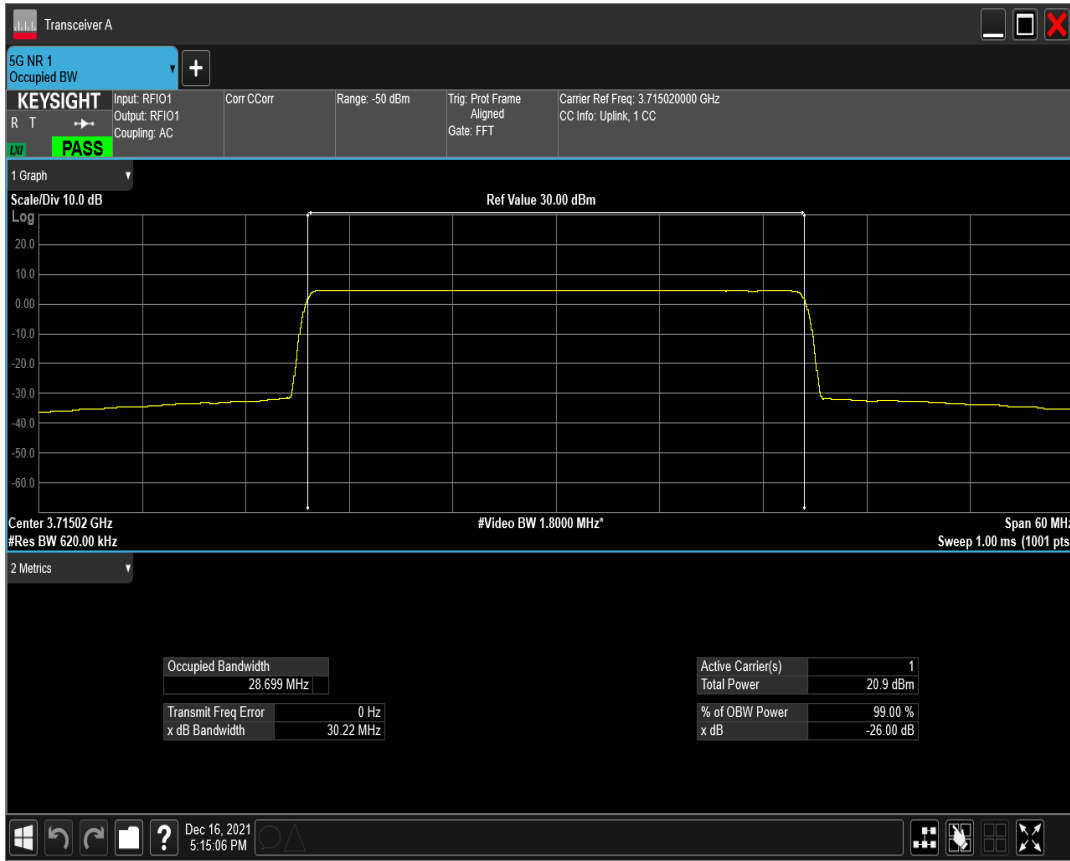 Transceiver A
5G NR 1
Occupied BW
+
KEYSIGHT
R T
LXI
PASS
Input: RFIO1
Output: RFIO1
Coupling: AC
Corr CCorr
Range: -50 dBm
Trig: Prot Frame
Aligned
Gate: FFT
Carrier Ref Freq: 3.715020000 GHz
CC Info: Uplink, 1 CC
1 Graph
Scale/Div 10.0 dB
Ref Value 30.00 dBm
Log
20.0
10.0
0.00
-10.0
-20.0
-30.0
-40.0
-50.0
-60.0
Center 3.71502 GHz
#Video BW 1.8000 MHz*
Span 60 MHz
#Res BW 620.00 kHz
Sweep 1.00 ms (1001 pts
2 Metrics
Occupied Bandwidth
28.699 MHz
Transmit Freq Error 0 Hz
x dB Bandwidth 30.22 MHz
Active Carrier(s) 1
Total Power 20.9 dBm
% of OBW Power 99.00 %
x dB -26.00 dB
?
Dec 16, 2021
5:15:06 PM